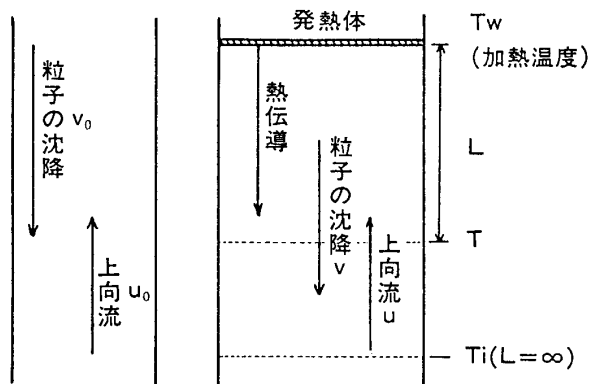 粒子の沈降 v₀
上向流 u₀
発熱体
熱伝導
粒子の沈降 v
上向流 u
Tw
(加熱温度)
L
T
Ti(L=∞)